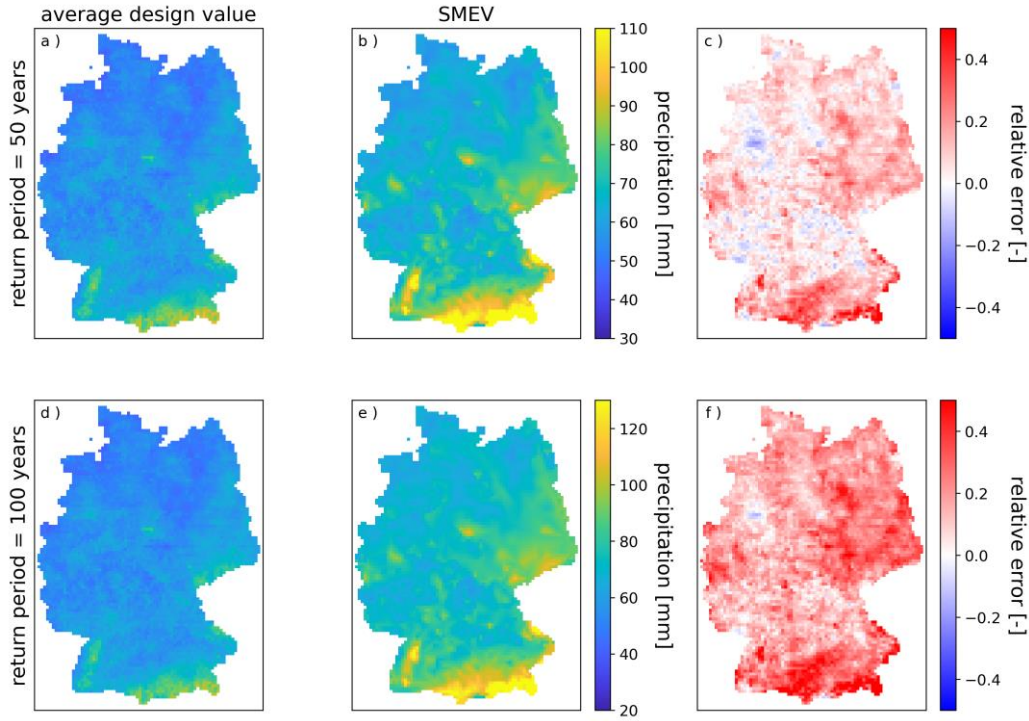 average design value
SMEV
return period = 50 years
a )
b )
c )
110
100
90
80
70
60
50
40
30
precipitation [mm]
0.4
0.2
0.0
−0.2
−0.4
relative error [-]
return period = 100 years
d )
e )
f )
120
100
80
60
40
20
precipitation [mm]
0.4
0.2
0.0
−0.2
−0.4
relative error [-]